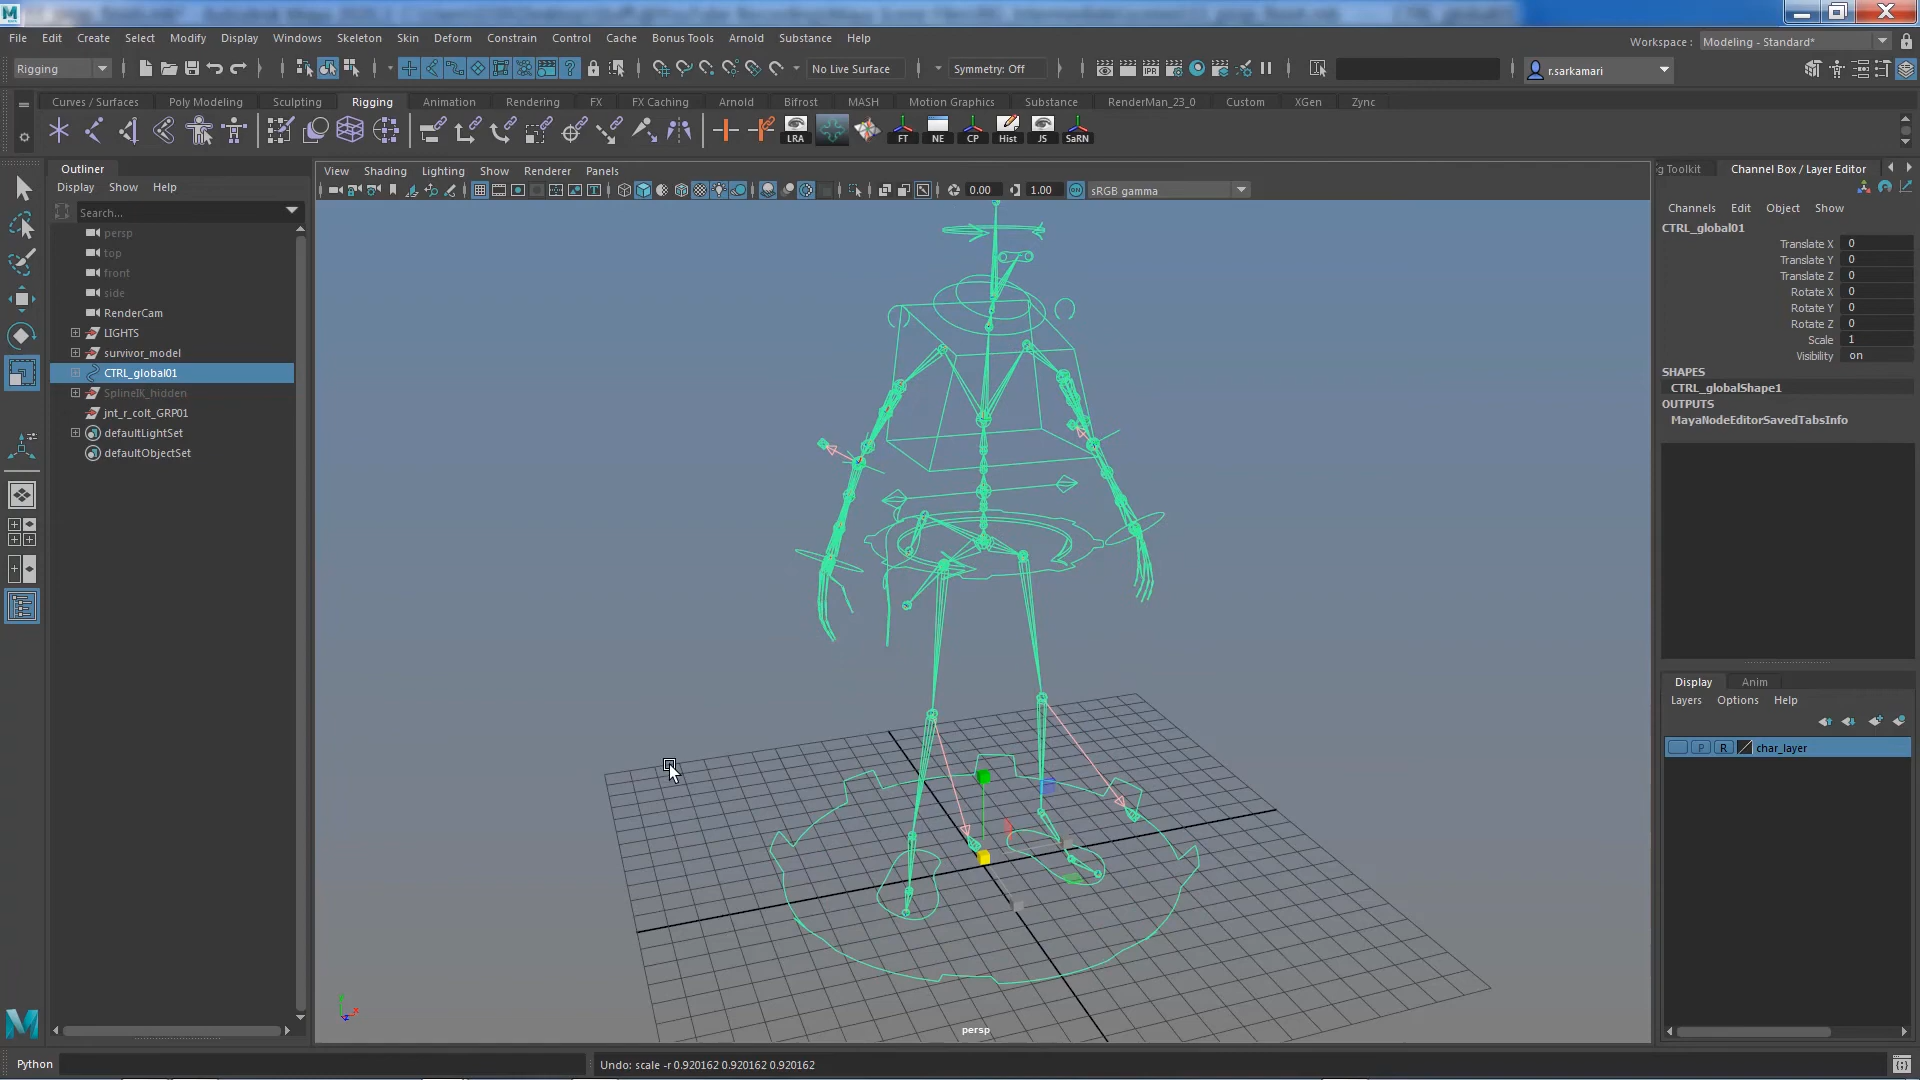 File Edit Create Select Modify Display Windows Skeleton Skin Deform Constrain Control Cache Bonus Tools Arnold Substance Help
Workspace : Modeling - Standard*
Rigging
No Live Surface
Symmetry: Off
r.sarkamari
Curves / Surfaces Poly Modeling Sculpting Rigging Animation Rendering FX FX Caching Arnold Bifrost MASH Motion Graphics Substance RenderMan_23_0 Custom XGen Zync
LRA FT NE CP Hist JS SaRN
Outliner
Display Show Help
Search...
persp
top
front
side
RenderCam
LIGHTS
survivor_model
CTRL_global01
SplineIK_hidden
jnt_r_colt_GRP01
defaultLightSet
defaultObjectSet
View Shading Lighting Show Renderer Panels
0.00 1.00 ON sRGB gamma
persp
g Toolkit Channel Box / Layer Editor
Channels Edit Object Show
CTRL_global01
Translate X 0
Translate Y 0
Translate Z 0
Rotate X 0
Rotate Y 0
Rotate Z 0
Scale 1
Visibility on
SHAPES
CTRL_globalShape1
OUTPUTS
MayaNodeEditorSavedTabsInfo
Display Anim
Layers Options Help
P R char_layer
Python
Undo: scale -r 0.920162 0.920162 0.920162